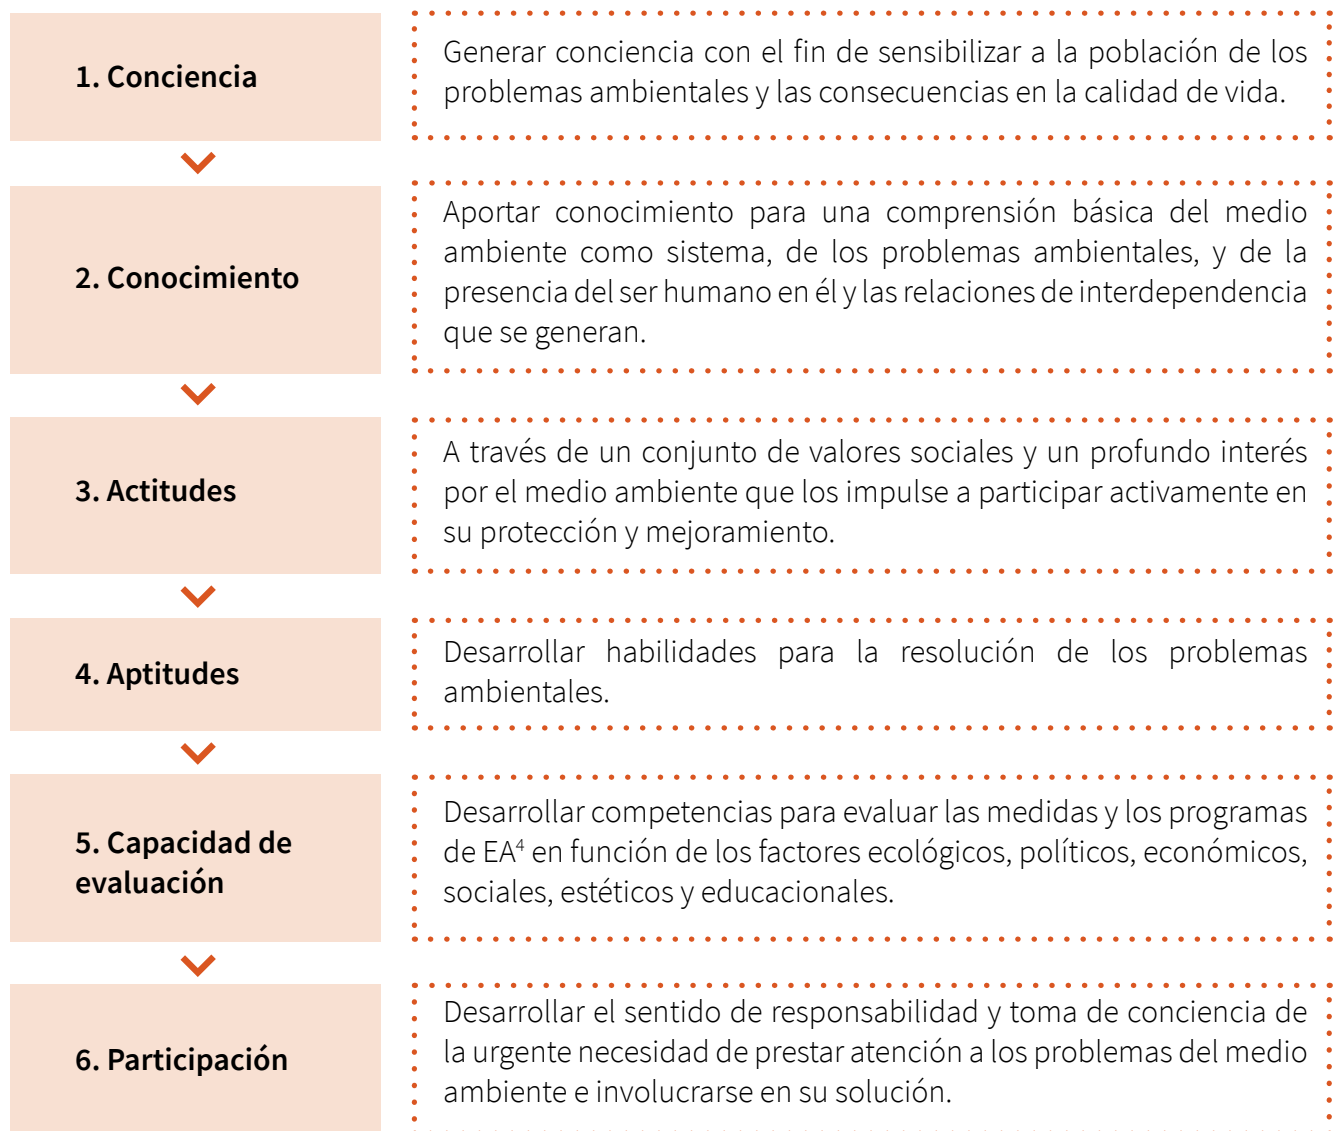 1. Conciencia
Generar conciencia con el fin de sensibilizar a la población de los
problemas ambientales y las consecuencias en la calidad de vida.
2. Conocimiento
Aportar conocimiento para una comprensión básica del medio
ambiente como sistema, de los problemas ambientales, y de la
presencia del ser humano en él y las relaciones de interdependencia
que se generan.
3. Actitudes
A través de un conjunto de valores sociales y un profundo interés
por el medio ambiente que los impulse a participar activamente en
su protección y mejoramiento.
4. Aptitudes
Desarrollar habilidades para la resolución de los problemas
ambientales.
5. Capacidad de
evaluación
Desarrollar competencias para evaluar las medidas y los programas
de EA⁴ en función de los factores ecológicos, políticos, económicos,
sociales, estéticos y educacionales.
6. Participación
Desarrollar el sentido de responsabilidad y toma de conciencia de
la urgente necesidad de prestar atención a los problemas del medio
ambiente e involucrarse en su solución.